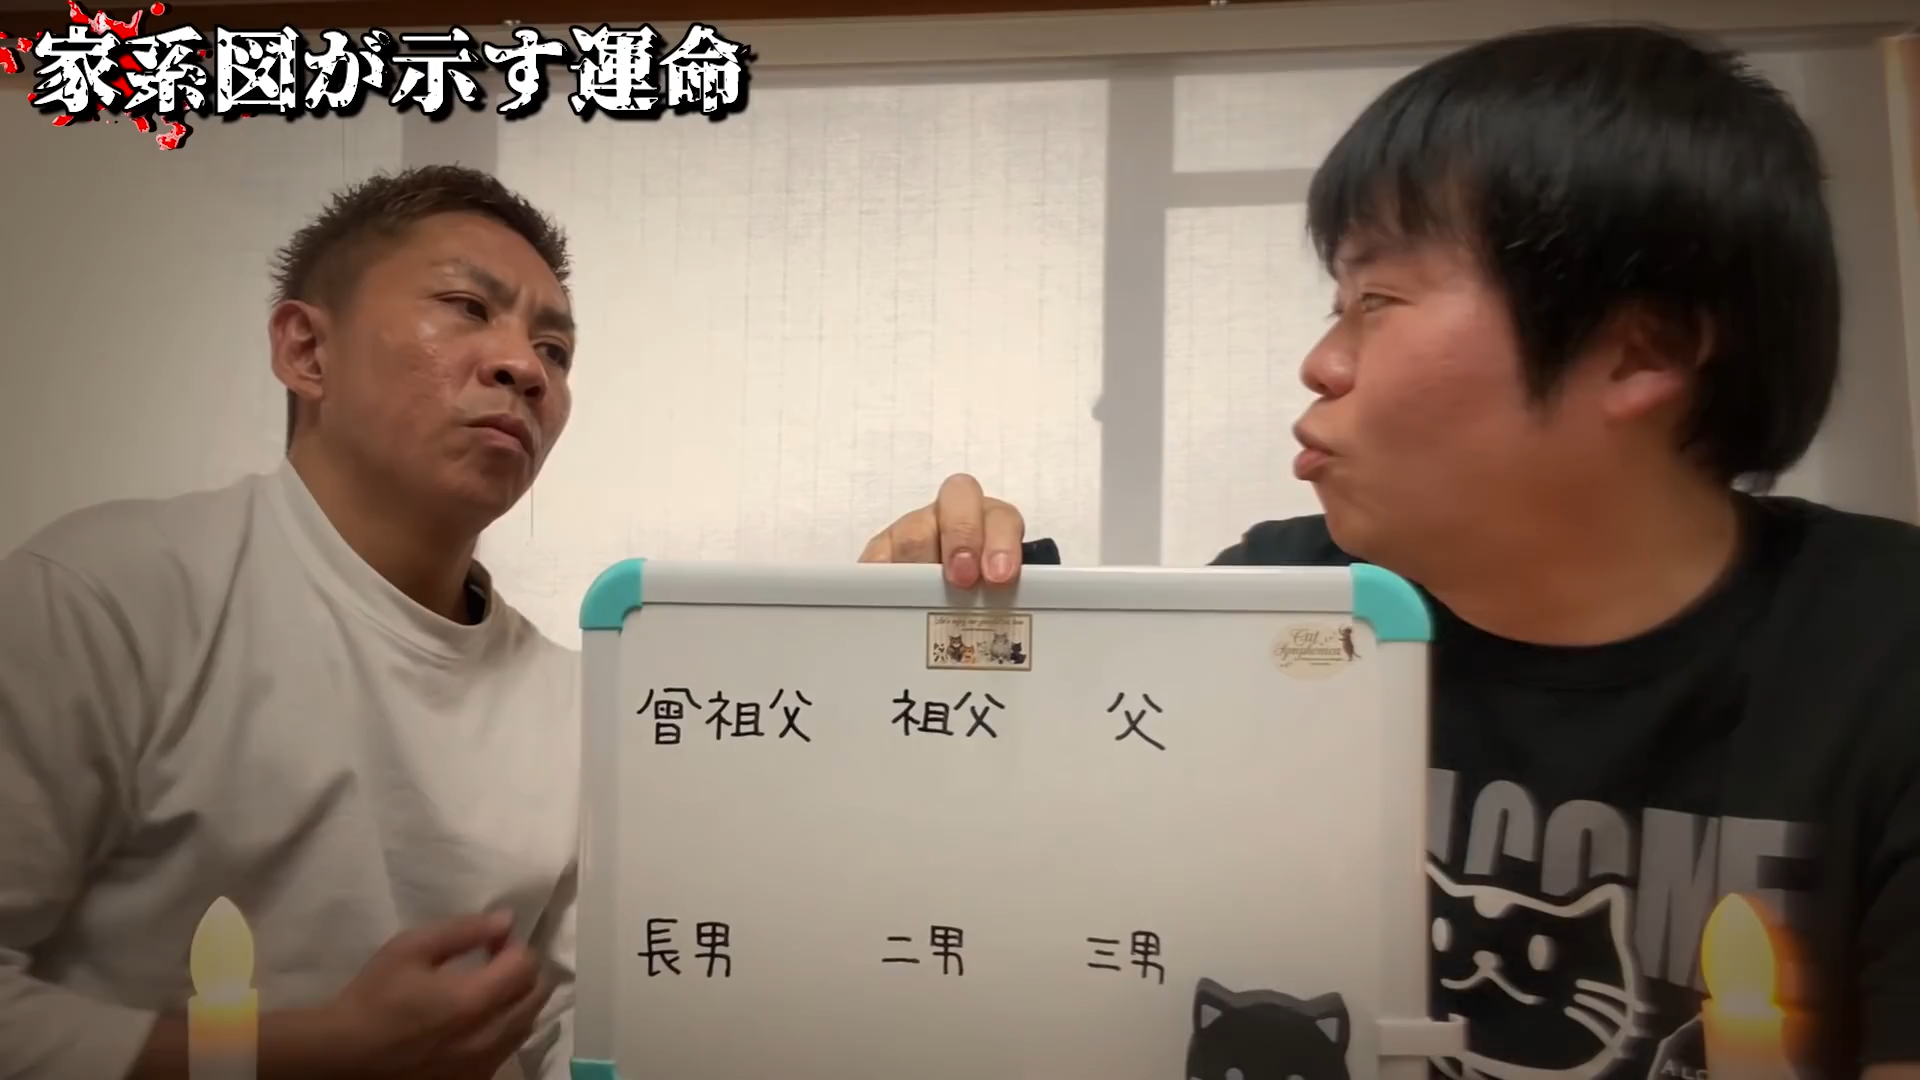 家系図が示す運命
曾祖父 祖父 父
長男 二男 三男